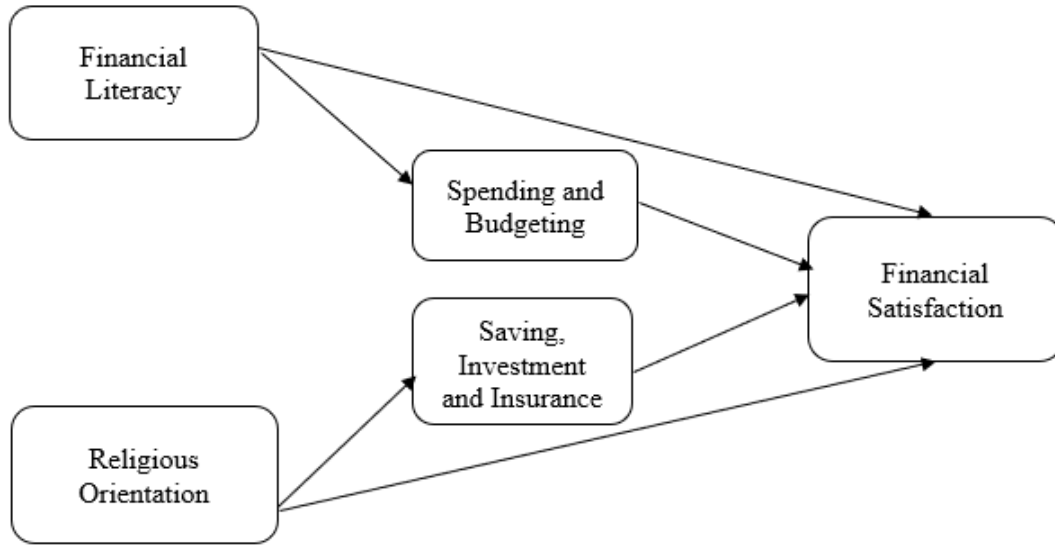 Financial
Literacy
Spending and
Budgeting
Financial
Satisfaction
Saving,
Investment
and Insurance
Religious
Orientation